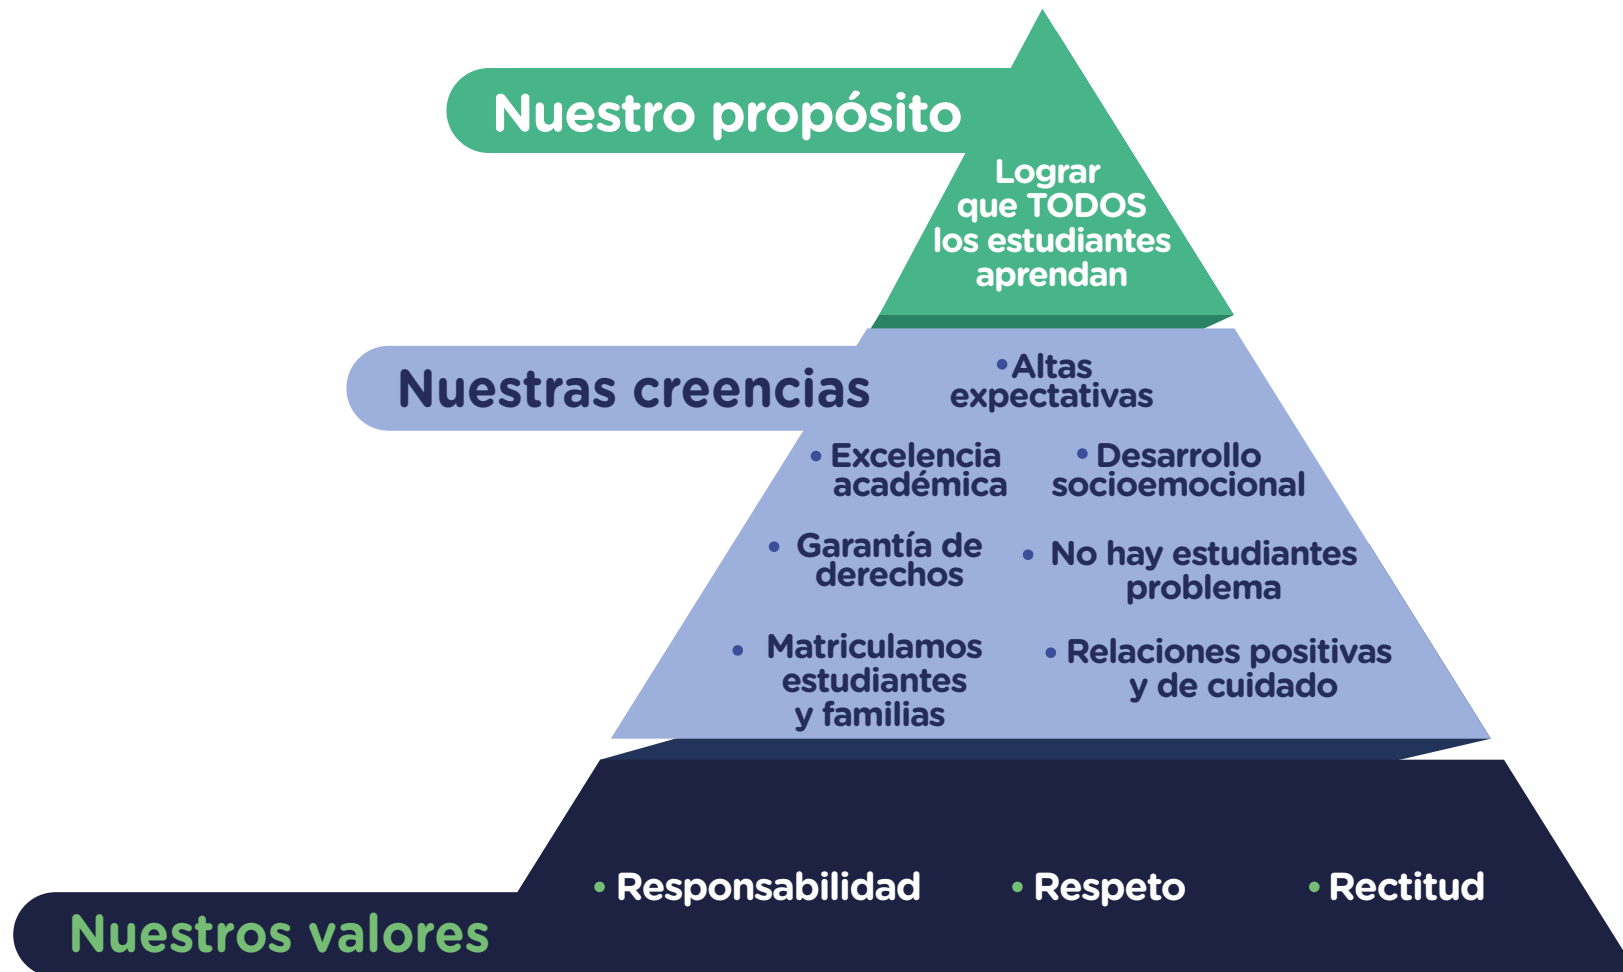 Nuestro propósito
Lograr
que TODOS
los estudiantes
aprendan
Nuestras creencias
• Altas
expectativas
• Excelencia
académica
• Desarrollo
socioemocional
• Garantía de
derechos
• No hay estudiantes
problema
• Matriculamos
estudiantes
y familias
• Relaciones positivas
y de cuidado
• Responsabilidad
• Respeto
• Rectitud
Nuestros valores